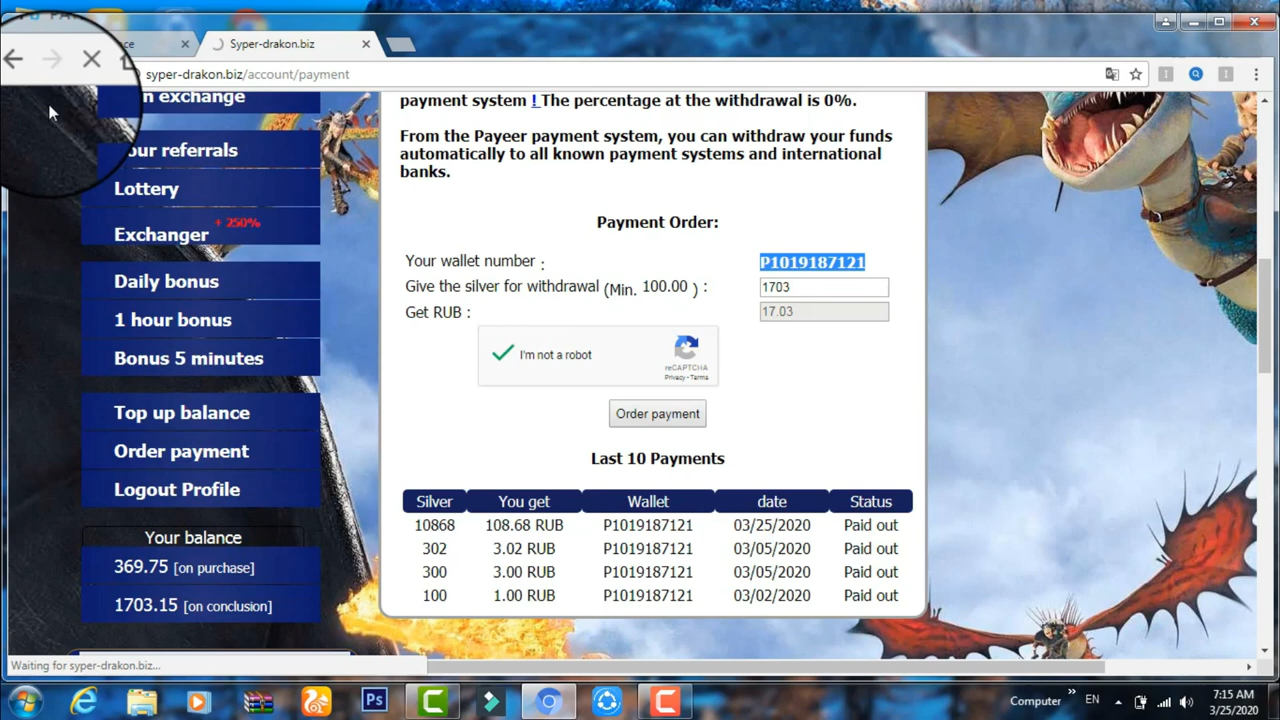 Syper-drakon.biz
syper-drakon.biz/account/payment
exchange
payment system ! The percentage at the withdrawal is 0%.
From the Payeer payment system, you can withdraw your funds
automatically to all known payment systems and international
banks.
Payment Order:
Your wallet number :
P1019187121
Give the silver for withdrawal (Min. 100.00 ) :
1703
Get RUB :
17.03
I'm not a robot
reCAPTCHA
Privacy - Terms
Order payment
Last 10 Payments
Silver You get Wallet date Status
10868 108.68 RUB P1019187121 03/25/2020 Paid out
302 3.02 RUB P1019187121 03/05/2020 Paid out
300 3.00 RUB P1019187121 03/05/2020 Paid out
100 1.00 RUB P1019187121 03/02/2020 Paid out
our referrals
Lottery
Exchanger + 250%
Daily bonus
1 hour bonus
Bonus 5 minutes
Top up balance
Order payment
Logout Profile
Your balance
369.75 [on purchase]
1703.15 [on conclusion]
Waiting for syper-drakon.biz...
Ps
Computer
EN
7:15 AM
3/25/2020